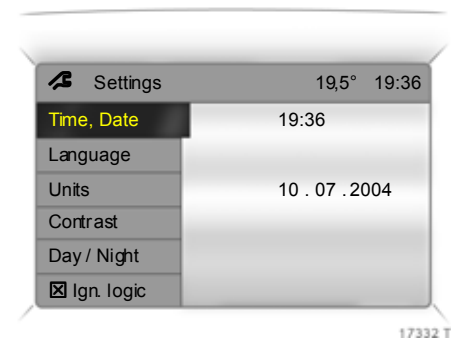 Settings 19,5° 19:36
Time, Date 19:36
Language
Units 10 . 07 . 2004
Contrast
Day / Night
Ign. logic
17332 T